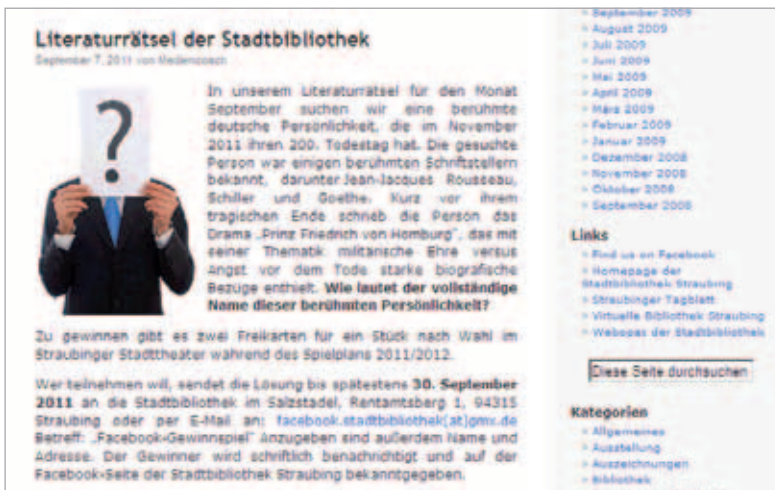 Literaturrätsel der Stadtbibliothek
September 7, 2011 von Medencoach
?
In unserem Literaturrätsel für den Monat
September suchen wir eine berühmte
deutsche Persönlichkeit, die im November
2011 ihren 200. Todestag hat. Die gesuchte
Person war einigen berühmten Schriftstellern
bekannt, darunter Jean-Jacques Rousseau,
Schiller und Goethe. Kurz vor ihrem
tragischen Ende schrieb die Person das
Drama „Prinz Friedrich von Homburg“, das mit
seiner Thematik militärische Ehre versus
Angst vor dem Tode starke biografische
Bezüge enthielt. Wie lautet der vollständige
Name dieser berühmten Persönlichkeit?
Zu gewinnen gibt es zwei Freikarten für ein Stück nach Wahl im
Straubinger Stadttheater während des Spielplans 2011/2012.
Wer teilnehmen will, sendet die Lösung bis spätestens 30. September
2011 an die Stadtbibliothek im Salzstadel, Rentamtsberg 1, 94315
Straubing oder per E-Mail an: facebook.stadtbibliothek[at]gmx.de
Betreff: „Facebook-Gewinnspiel“ Anzugeben sind außerdem Name und
Adresse. Der Gewinner wird schriftlich benachrichtigt und auf der
Facebook-Seite der Stadtbibliothek Straubing bekanntgegeben.
September 2009
August 2009
Juli 2009
Juni 2009
Mai 2009
April 2009
März 2009
Februar 2009
Januar 2009
Dezember 2008
November 2008
Oktober 2008
September 2008
Links
Find us on Facebook
Homepage der
Stadtbibliothek Straubing
Straubinger Tagblatt
Virtuelle Bibliothek Straubing
Webopac der Stadtbibliothek
Diese Seite durchsuchen
Kategorien
Allgemeines
Ausstellung
Auszeichnungen
Bibliothek